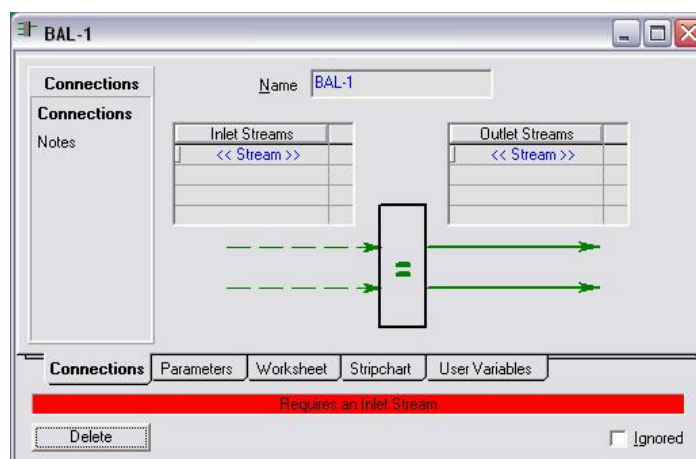 BAL-1
Connections
Connections
Notes
Name BAL-1
Inlet Streams
<< Stream >>
Outlet Streams
<< Stream >>
=
Connections Parameters Worksheet Stripchart User Variables
Requires an Inlet Stream
Delete
Ignored